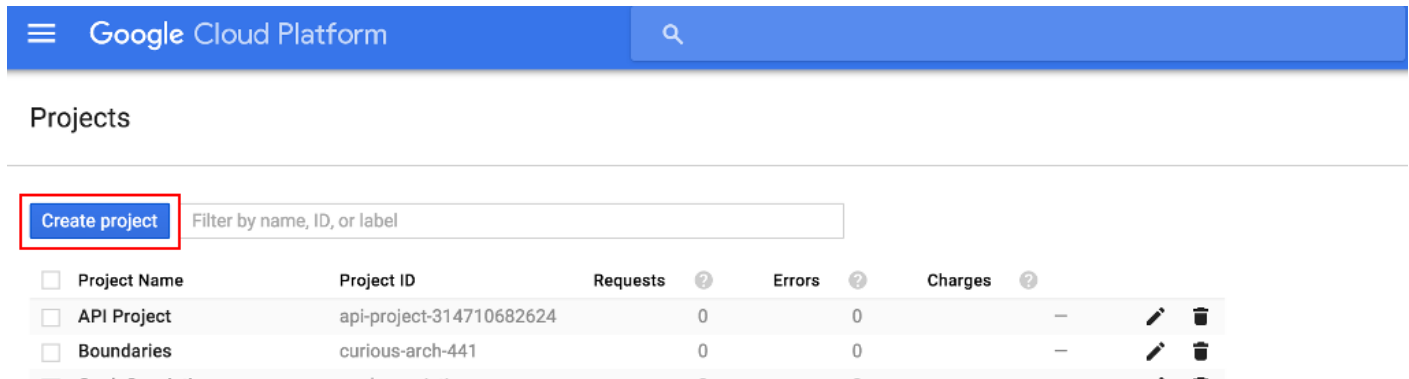 Google Cloud Platform
Projects
Create project Filter by name, ID, or label
Project Name Project ID Requests ? Errors ? Charges ?
API Project api-project-314710682624 0 0 —
Boundaries curious-arch-441 0 0 —